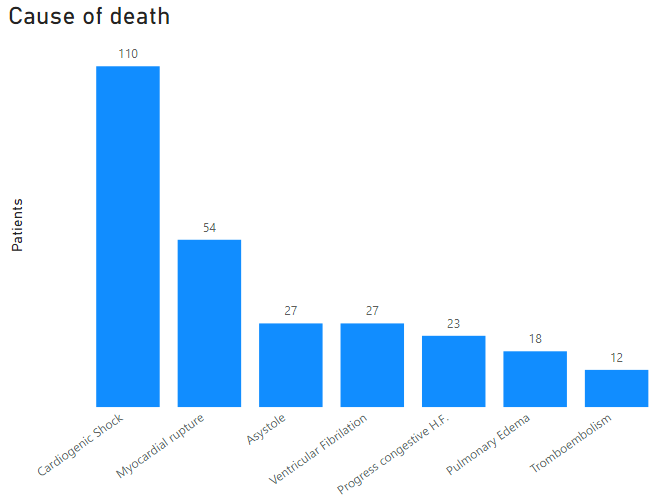 Cause of death
Patients
110
54
27
27
23
18
12
Cardiogenic Shock
Myocardial rupture
Asystole
Ventricular Fibrilation
Progress congestive H.F.
Pulmonary Edema
Tromboembolism